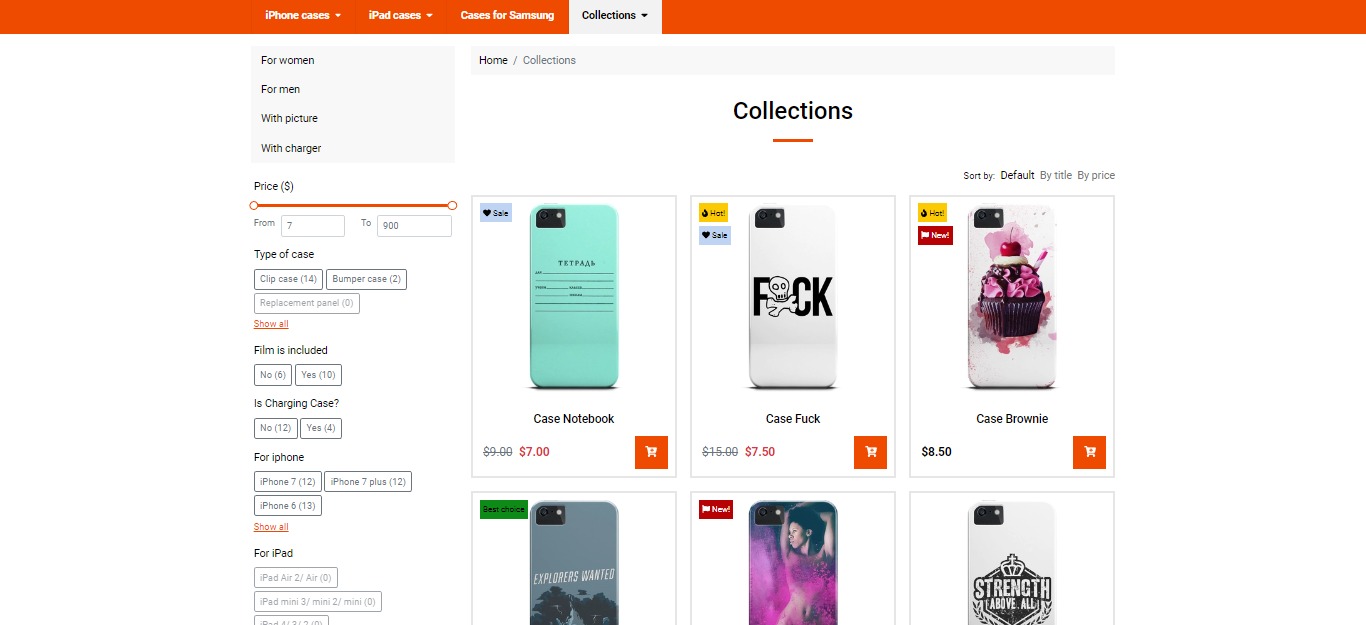 iPhone cases
iPad cases
Cases for Samsung
Collections
For women
For men
With picture
With charger
Home / Collections
Collections
Sort by: Default By title By price
Price ($)
From 7 To 900
Type of case
Clip case (14) Bumper case (2)
Replacement panel (0)
Show all
Film is included
No (6) Yes (10)
Is Charging Case?
No (12) Yes (4)
For iphone
iPhone 7 (12) iPhone 7 plus (12)
iPhone 6 (13)
Show all
For iPad
iPad Air 2/ Air (0)
iPad mini 3/ mini 2/ mini (0)
iPad 4/ 3/ 2 (0)
Sale
ТЕТРАДЬ
Case Notebook
$9.00 $7.00
Hot!
Sale
F CK
Case Fuck
$15.00 $7.50
Hot!
New!
Case Brownie
$8.50
Best choice
EXPLORERS WANTED
New!
STRENGTH
ABOVE ALL